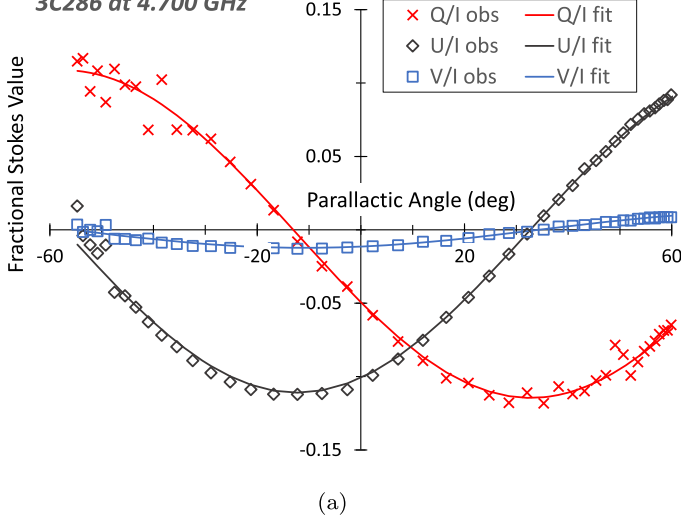 3C286 at 4.700 GHz
0.15
Q/I obs Q/I fit
U/I obs U/I fit
V/I obs V/I fit
Fractional Stokes Value
0.05
Parallactic Angle (deg)
-60 -20 20 60
-0.05
-0.15
(a)